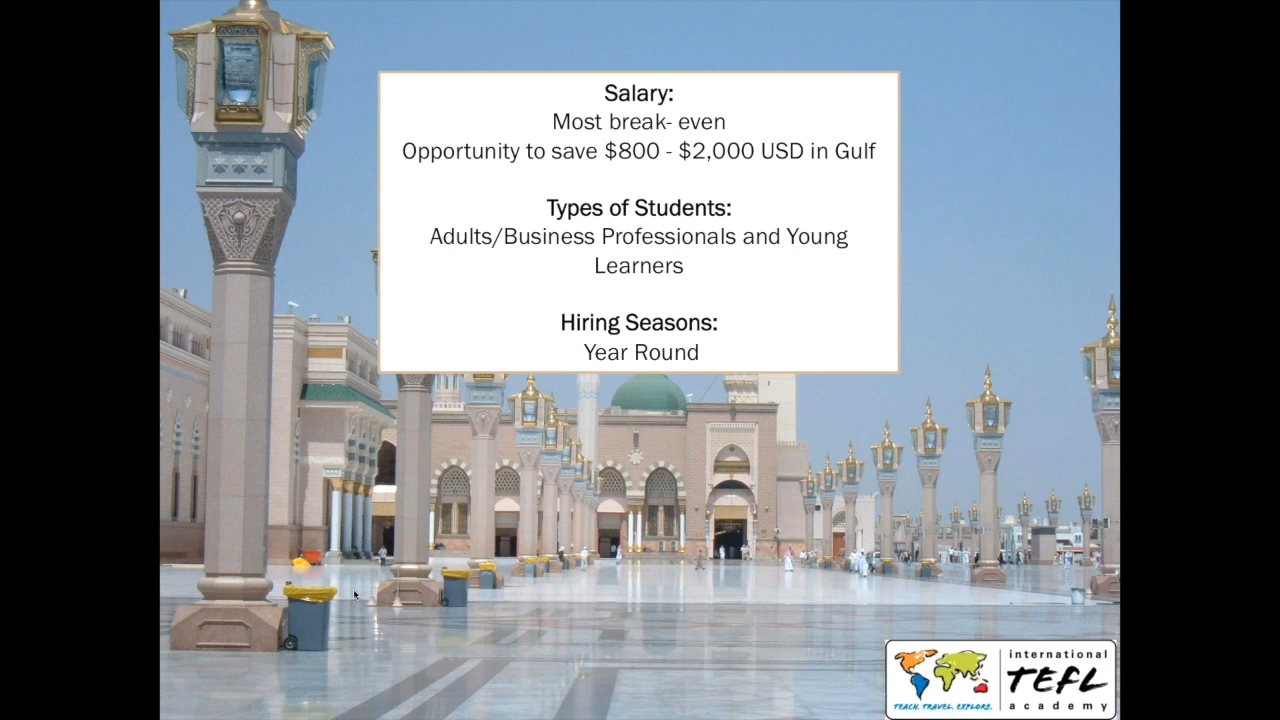 Salary:
Most break- even
Opportunity to save $800 - $2,000 USD in Gulf
Types of Students:
Adults/Business Professionals and Young
Learners
Hiring Seasons:
Year Round
international
TEFL
academy
TEACH. TRAVEL. EXPLORE.